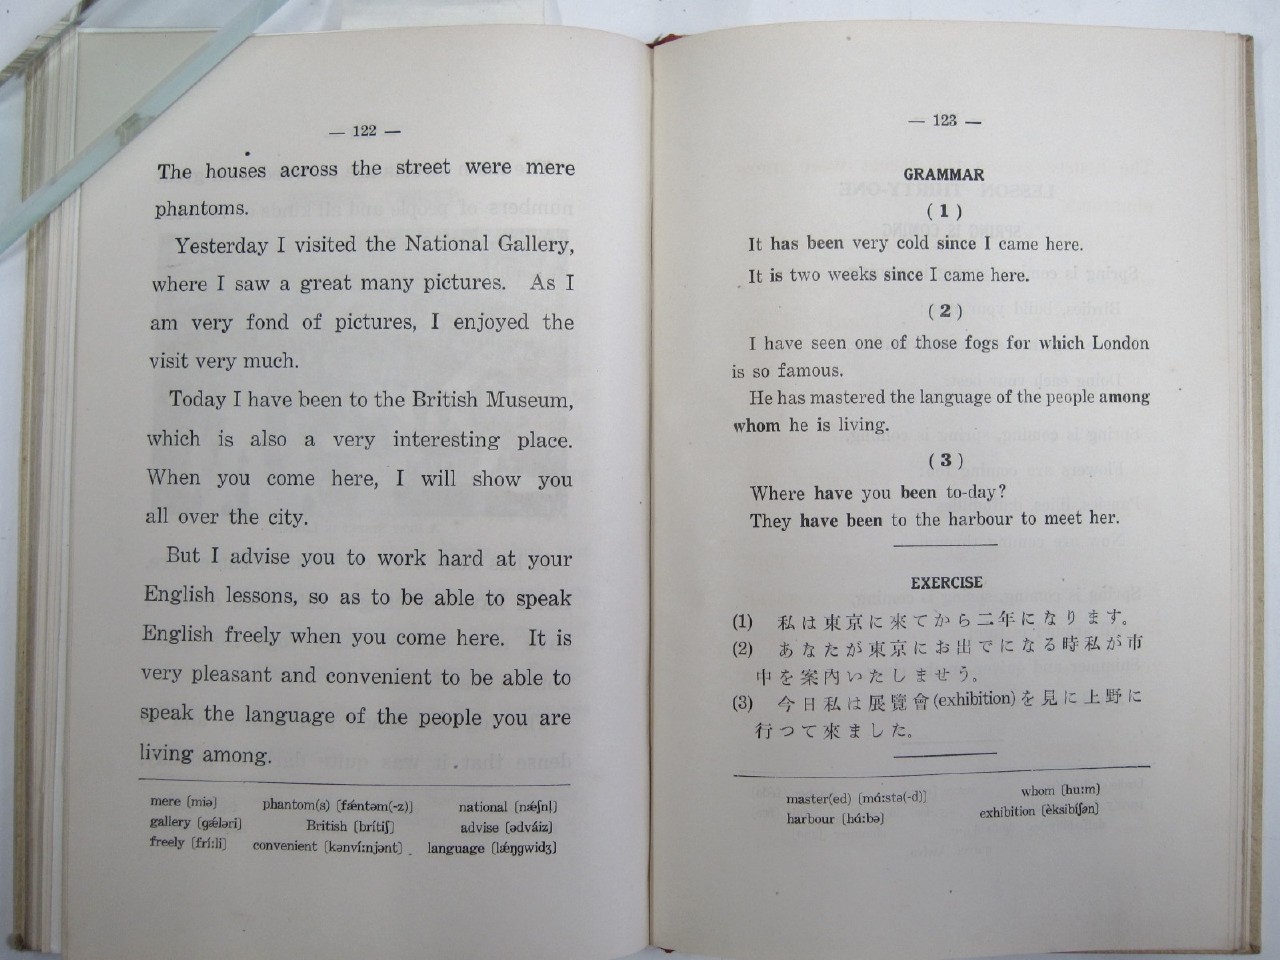 — 122 —
The houses across the street were mere
phantoms.
Yesterday I visited the National Gallery,
where I saw a great many pictures. As I
am very fond of pictures, I enjoyed the
visit very much.
Today I have been to the British Museum,
which is also a very interesting place.
When you come here, I will show you
all over the city.
But I advise you to work hard at your
English lessons, so as to be able to speak
English freely when you come here. It is
very pleasant and convenient to be able to
speak the language of the people you are
living among.
mere [miə] phantom(s) [fǽntəm(-z)] national [nǽʃnl]
gallery [gǽləri] British [brítiʃ] advise [ədváiz]
freely [frí:li] convenient [kənví:njənt] language [lǽŋgwidʒ]
— 123 —
GRAMMAR
(1)
It has been very cold since I came here.
It is two weeks since I came here.
(2)
I have seen one of those fogs for which London
is so famous.
He has mastered the language of the people among
whom he is living.
(3)
Where have you been to-day?
They have been to the harbour to meet her.
EXERCISE
(1) 私は東京に來てから二年になります。
(2) あなたが東京にお出でになる時私が市
中を案内いたしませう。
(3) 今日私は展覽會(exhibition)を見に上野に
行つて來ました。
master(ed) [má:stə(-d)] whom [hu:m]
harbour [há:bə] exhibition [èksibíʃən]